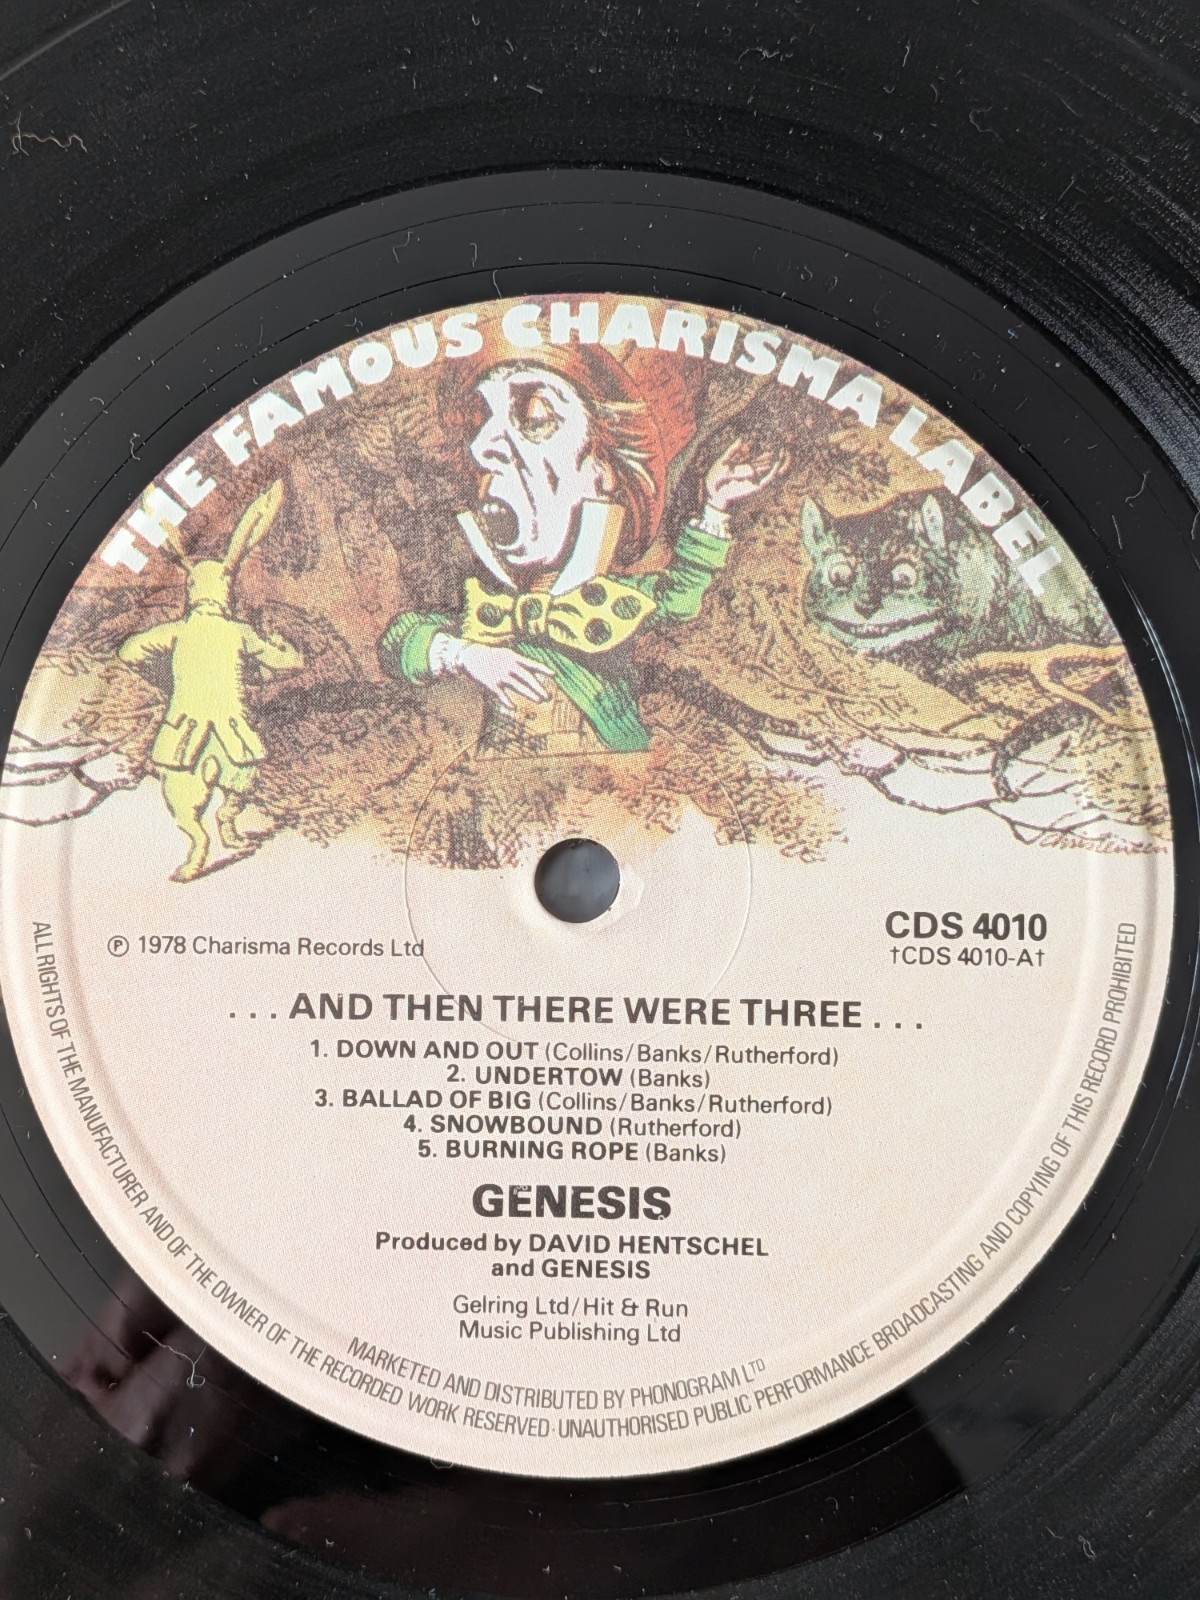 THE FAMOUS CHARISMA LABEL
Christensen
℗ 1978 Charisma Records Ltd
CDS 4010
†CDS 4010-A†
. . . AND THEN THERE WERE THREE . . .
1. DOWN AND OUT (Collins/Banks/Rutherford)
2. UNDERTOW (Banks)
3. BALLAD OF BIG (Collins/Banks/Rutherford)
4. SNOWBOUND (Rutherford)
5. BURNING ROPE (Banks)
GENESIS
Produced by DAVID HENTSCHEL
and GENESIS
Gelring Ltd/Hit & Run
Music Publishing Ltd
MARKETED AND DISTRIBUTED BY PHONOGRAM LTD
ALL RIGHTS OF THE MANUFACTURER AND OF THE OWNER OF THE RECORDED WORK RESERVED·UNAUTHORISED PUBLIC PERFORMANCE BROADCASTING AND COPYING OF THIS RECORD PROHIBITED